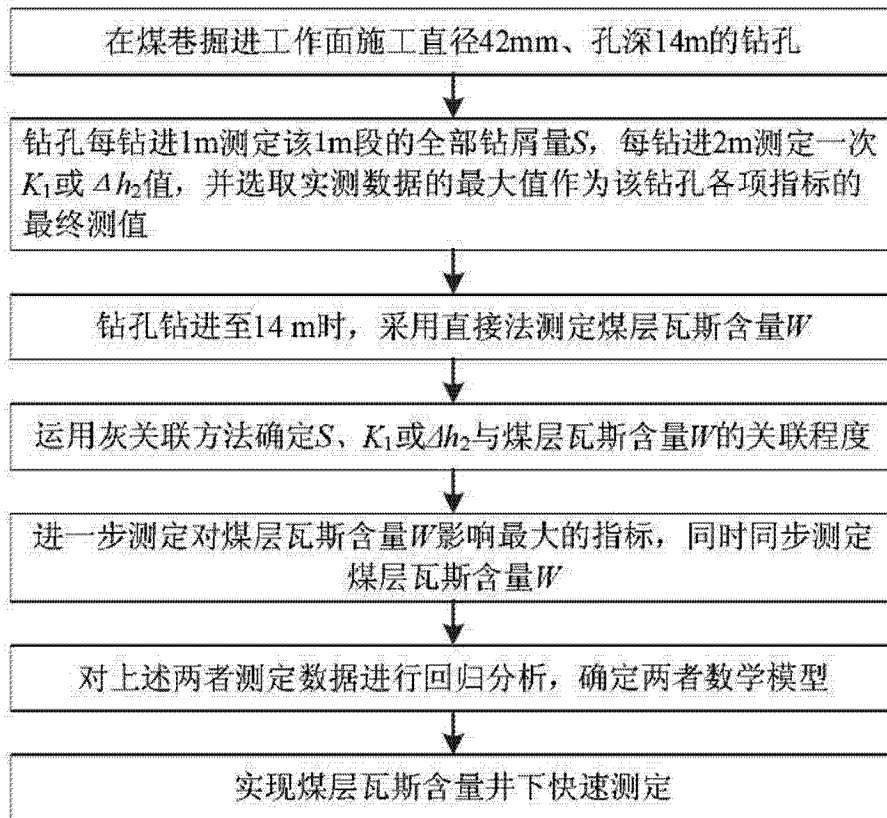 在煤巷掘进工作面施工直径42mm、孔深14m的钻孔
钻孔每钻进1m测定该1m段的全部钻屑量S，每钻进2m测定一次
K₁或Δh₂值，并选取实测数据的最大值作为该钻孔各项指标的
最终测值
钻孔钻进至14 m时，采用直接法测定煤层瓦斯含量W
运用灰关联方法确定S、K₁或Δh₂与煤层瓦斯含量W的关联程度
进一步测定对煤层瓦斯含量W影响最大的指标，同时同步测定
煤层瓦斯含量W
对上述两者测定数据进行回归分析，确定两者数学模型
实现煤层瓦斯含量井下快速测定